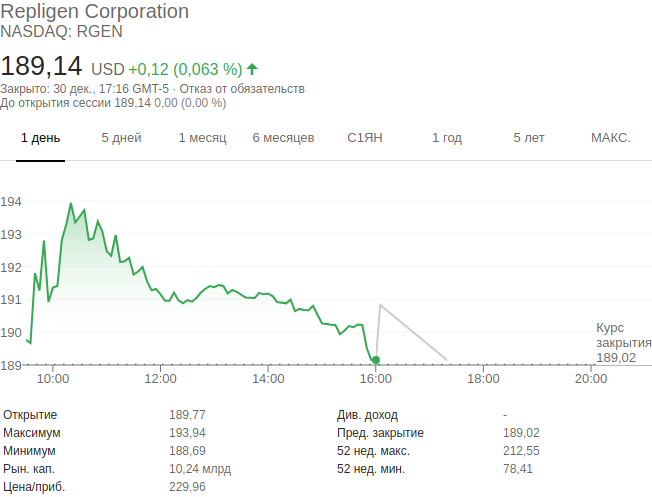 Repligen Corporation
NASDAQ: RGEN
189,14 USD +0,12 (0,063 %)
Закрыто: 30 дек., 17:16 GMT-5 · Отказ от обязательств
До открытия сессии 189,14 0,00 (0,00 %)
1 день 5 дней 1 месяц 6 месяцев С1ЯН 1 год 5 лет МАКС.
194
193
192
191
190
189
Курс
закрытия
189,02
10:00 12:00 14:00 16:00 18:00 20:00
Открытие 189,77 Див. доход -
Максимум 193,94 Пред. закрытие 189,02
Минимум 188,69 52 нед. макс. 212,55
Рын. кап. 10,24 млрд 52 нед. мин. 78,41
Цена/приб. 229,96